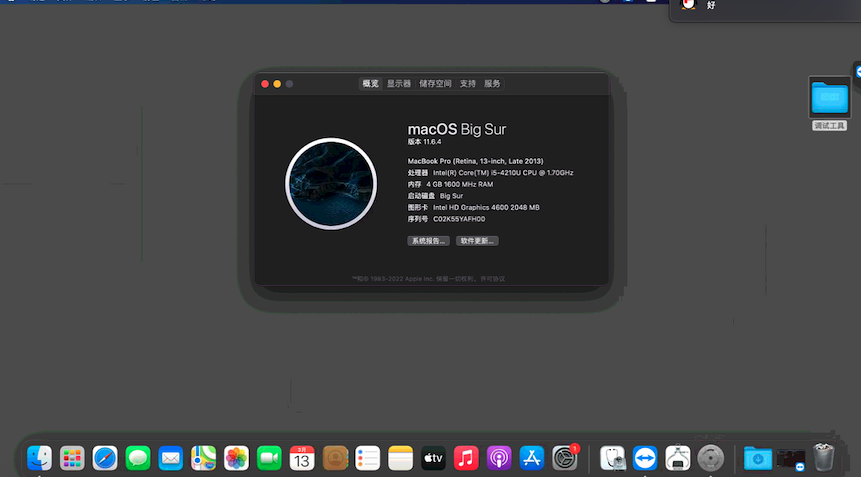 好
概览 显示器 储存空间 支持 服务
调试工具
macOS Big Sur
版本 11.6.4
MacBook Pro (Retina, 13-inch, Late 2013)
处理器 Intel(R) Core(TM) i5-4210U CPU @ 1.70GHz
内存 4 GB 1600 MHz RAM
启动磁盘 Big Sur
图形卡 Intel HD Graphics 4600 2048 MB
序列号 C02K55YAFH00
系统报告... 软件更新...
™和© 1983-2022 Apple Inc. 保留一切权利。 许可协议
3月
13
tv
1